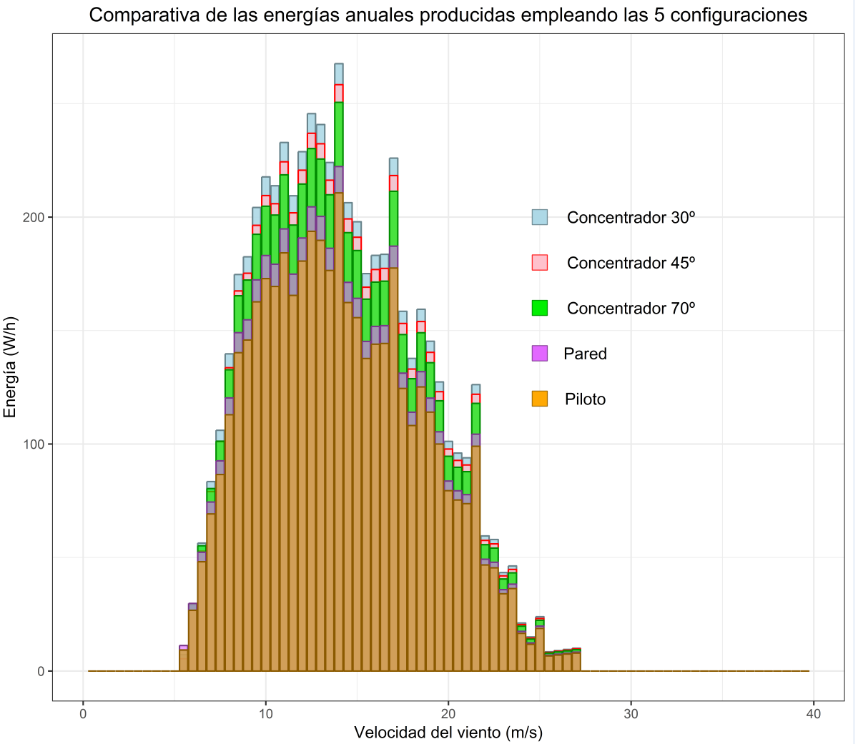 Comparativa de las energías anuales producidas empleando las 5 configuraciones
Energía (W/h)
200
100
0
Concentrador 30º
Concentrador 45º
Concentrador 70º
Pared
Piloto
0 10 20 30 40
Velocidad del viento (m/s)